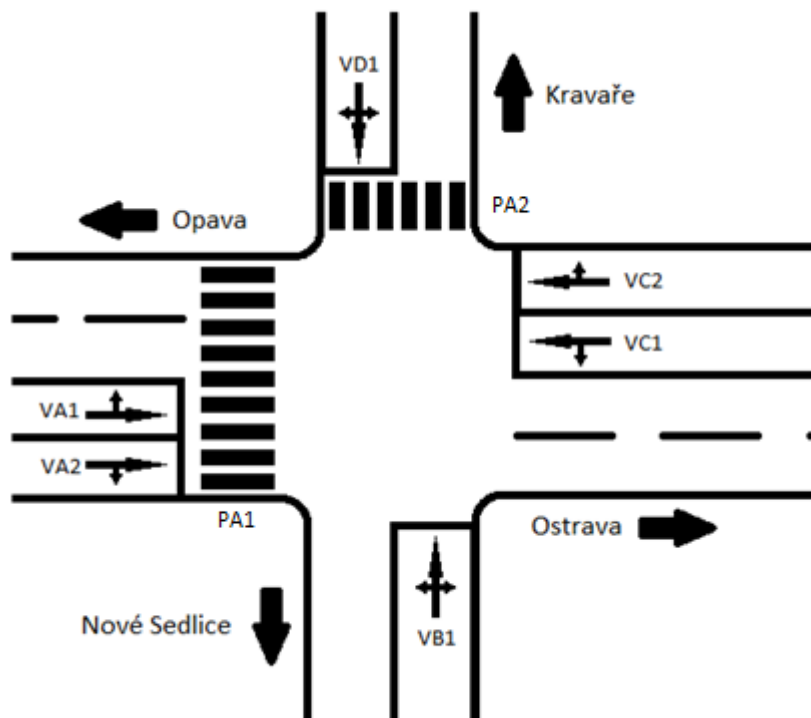 VD1
Kravaře
PA2
Opava
VC2
VC1
VA1
VA2
PA1
Ostrava
Nové Sedlice
VB1